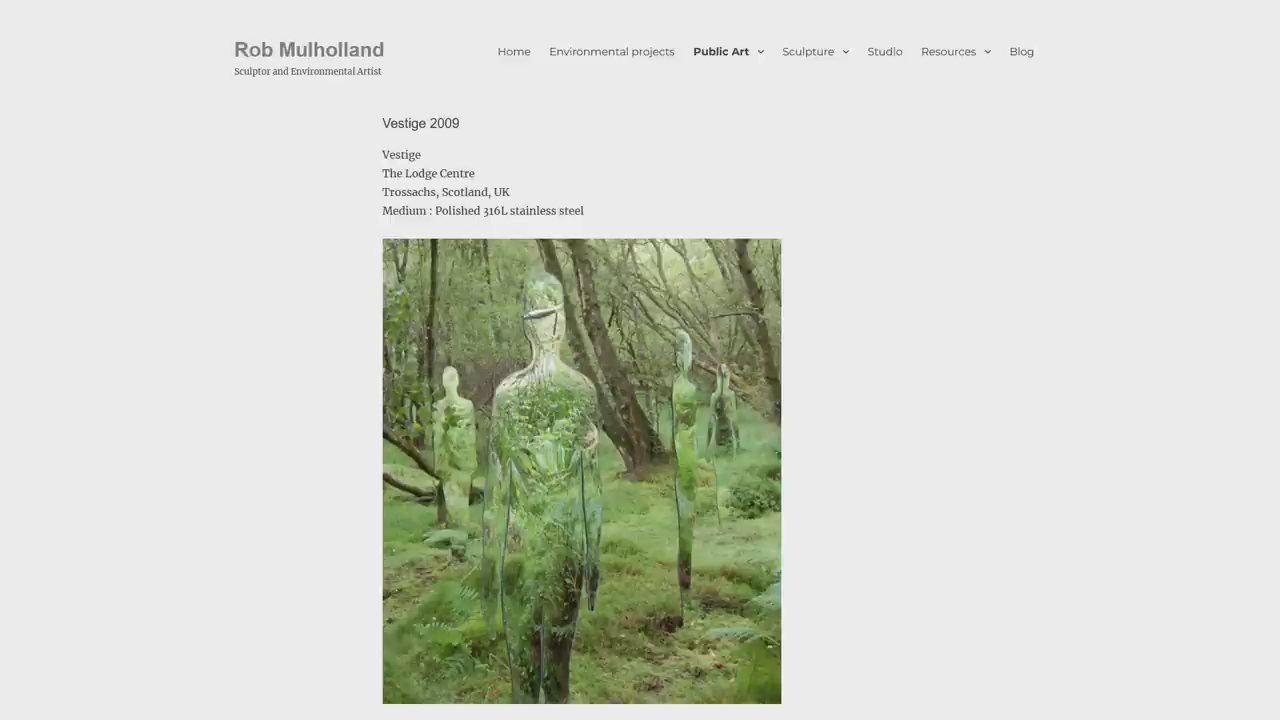 Rob Mulholland
Sculptor and Environmental Artist
Home Environmental projects Public Art Sculpture Studio Resources Blog
Vestige 2009
Vestige
The Lodge Centre
Trossachs, Scotland, UK
Medium : Polished 316L stainless steel